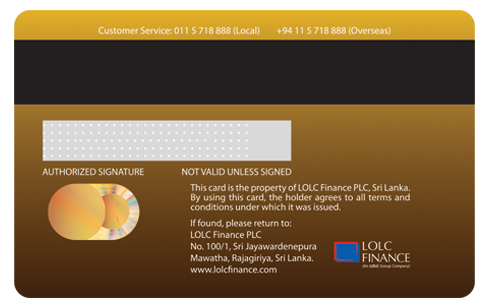 Customer Service: 011 5 718 888 (Local) +94 11 5 718 888 (Overseas)
AUTHORIZED SIGNATURE NOT VALID UNLESS SIGNED
This card is the property of LOLC Finance PLC, Sri Lanka.
By using this card, the holder agrees to all terms and
conditions under which it was issued.
If found, please return to:
LOLC Finance PLC
No. 100/1, Sri Jayawardenepura
Mawatha, Rajagiriya, Sri Lanka.
www.lolcfinance.com
LOLC
FINANCE
(An LOLC Group Company)